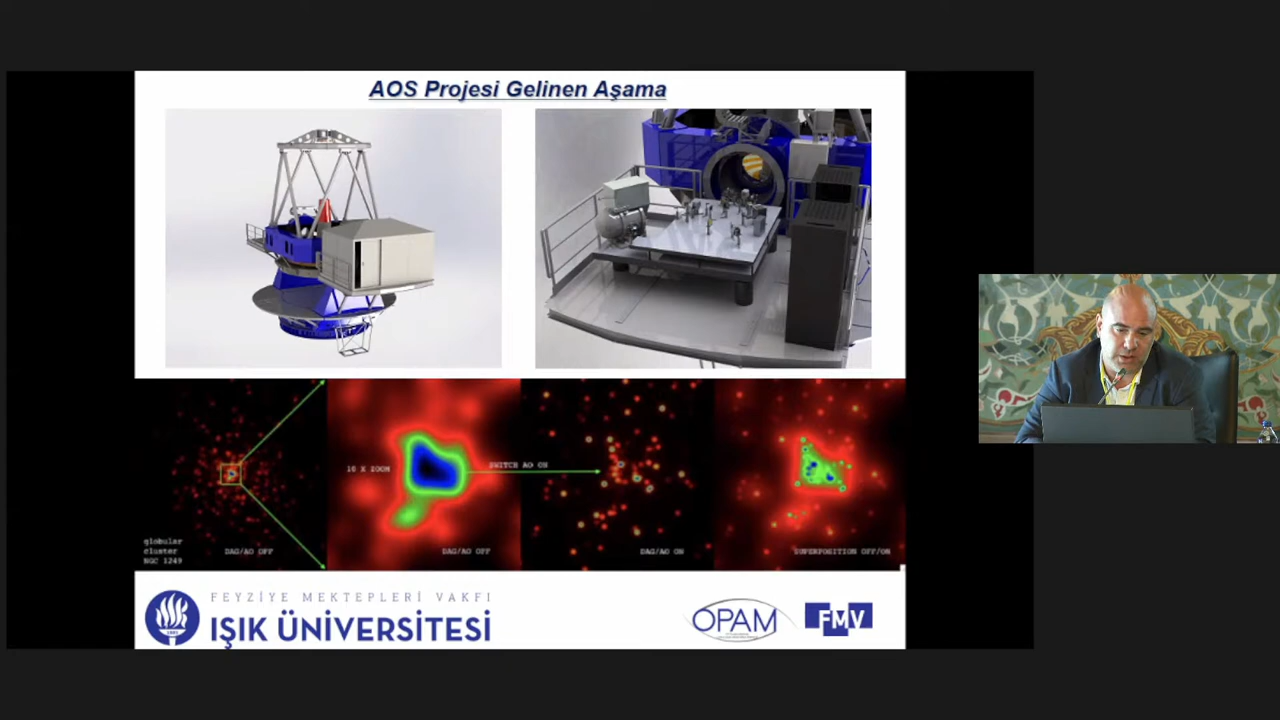 AOS Projesi Gelinen Aşama
10 X ZOOM
SWITCH AO ON
globular
cluster
NGC 1249
DAG/AO OFF
DAG/AO OFF
DAG/AO ON
SUPERPOSITION OFF/ON
FEYZİYE MEKTEPLERİ VAKFI
IŞIK ÜNİVERSİTESİ
OPAM
FMV